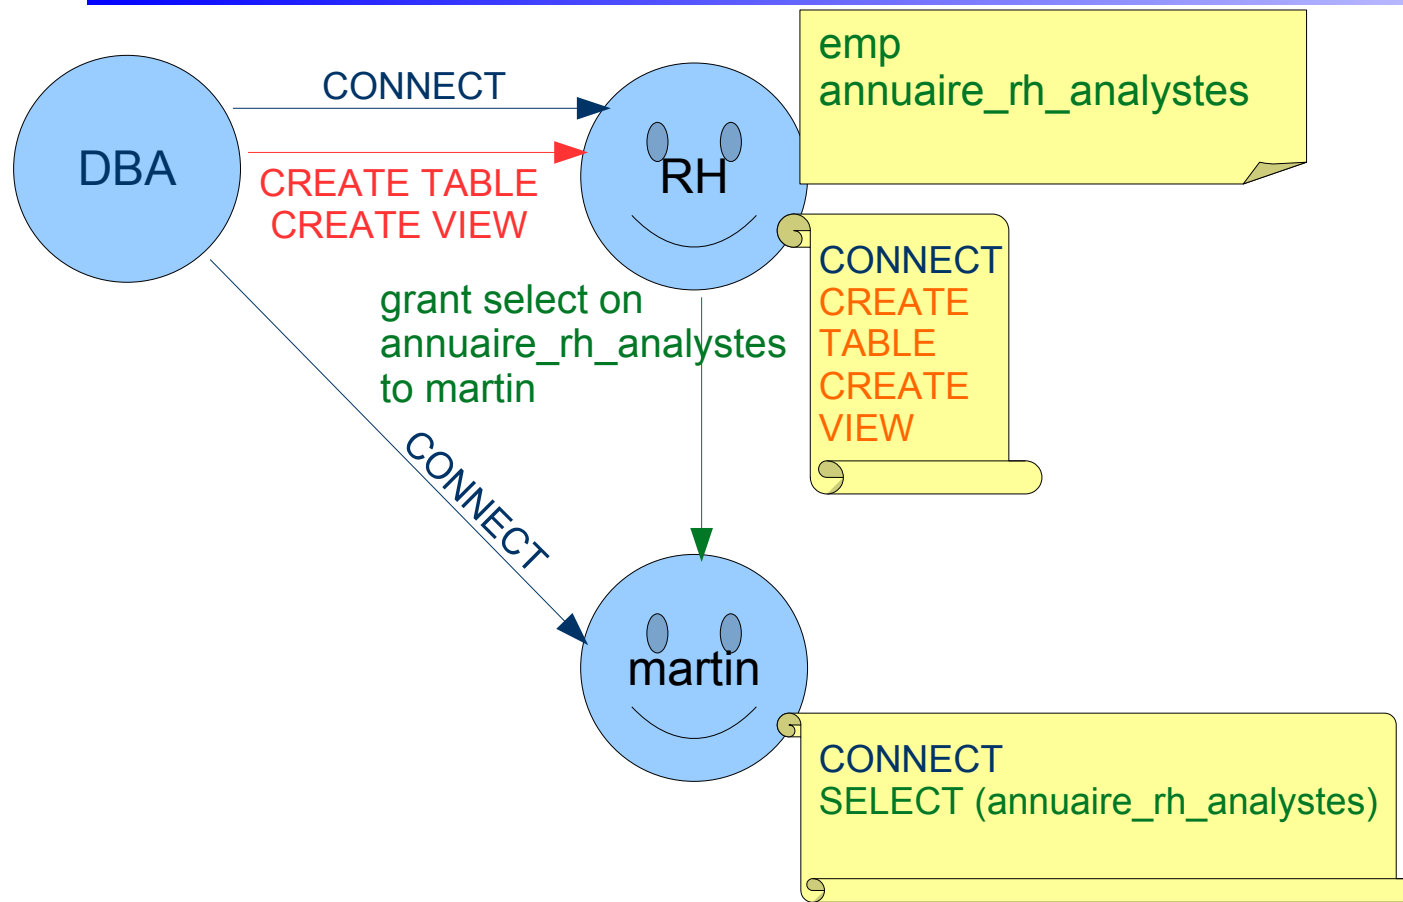 emp
annuaire_rh_analystes
CONNECT
DBA
RH
CREATE TABLE
CREATE VIEW
CONNECT
CREATE
TABLE
CREATE
VIEW
grant select on
annuaire_rh_analystes
to martin
CONNECT
martin
CONNECT
SELECT (annuaire_rh_analystes)